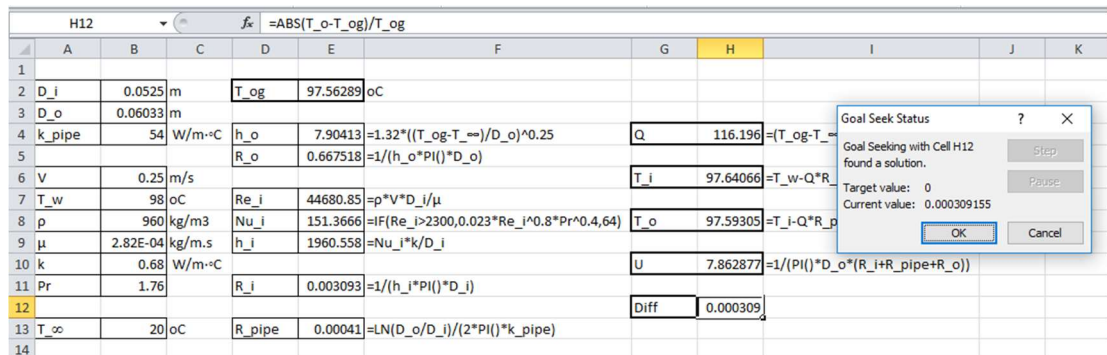 H12 fx =ABS(T_o-T_og)/T_og
A B C D E F G H I J K
1
2 D_i 0.0525 m T_og 97.56289 oC
3 D_o 0.06033 m
4 k_pipe 54 W/m·°C h_o 7.90413 =1.32*((T_og-T_∞)/D_o)^0.25 Q 116.196 =(T_og-T_∞
5 R_o 0.667518 =1/(h_o*PI()*D_o)
6 V 0.25 m/s T_i 97.64066 =T_w-Q*R_
7 T_w 98 oC Re_i 44680.85 =ρ*V*D_i/μ
8 ρ 960 kg/m3 Nu_i 151.3666 =IF(Re_i>2300,0.023*Re_i^0.8*Pr^0.4,64) T_o 97.59305 =T_i-Q*R_p
9 μ 2.82E-04 kg/m.s h_i 1960.558 =Nu_i*k/D_i
10 k 0.68 W/m·°C U 7.862877 =1/(PI()*D_o*(R_i+R_pipe+R_o))
11 Pr 1.76 R_i 0.003093 =1/(h_i*PI()*D_i)
12 Diff 0.000309
13 T_∞ 20 oC R_pipe 0.00041 =LN(D_o/D_i)/(2*PI()*k_pipe)
14
Goal Seek Status ? X
Goal Seeking with Cell H12
found a solution.
Step
Target value: 0
Pause
Current value: 0.000309155
OK Cancel